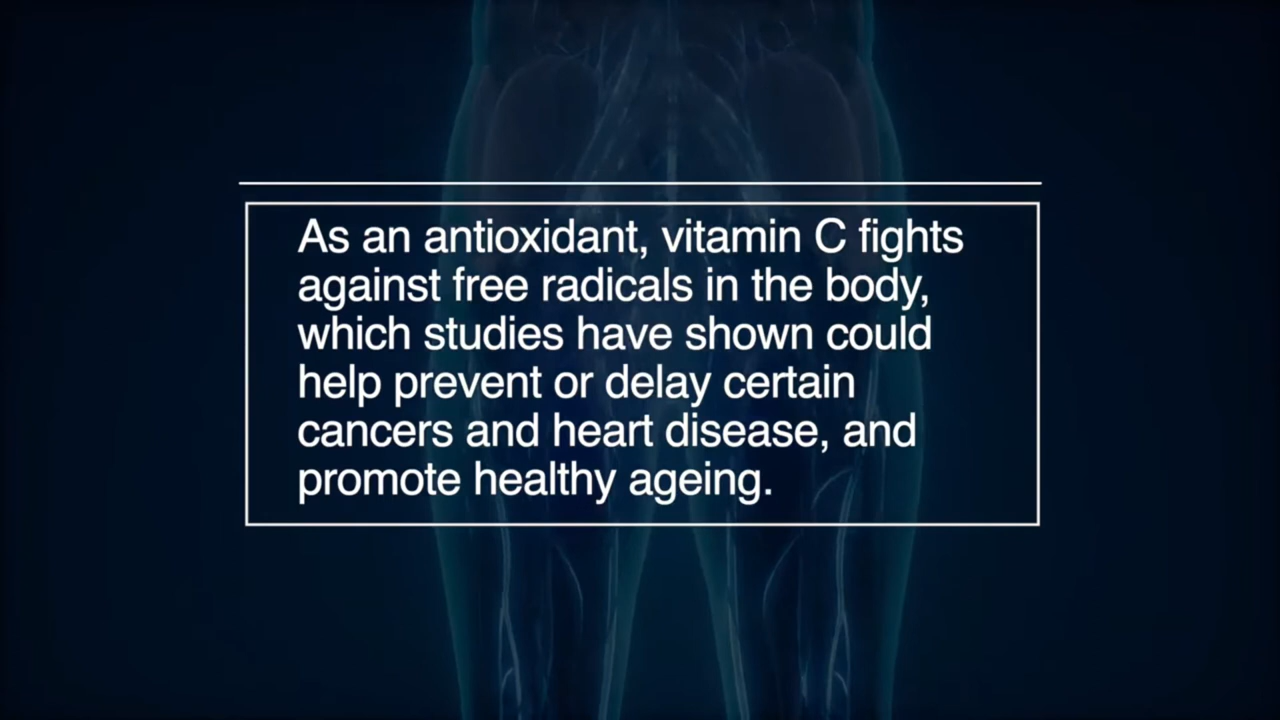 As an antioxidant, vitamin C fights
against free radicals in the body,
which studies have shown could
help prevent or delay certain
cancers and heart disease, and
promote healthy ageing.